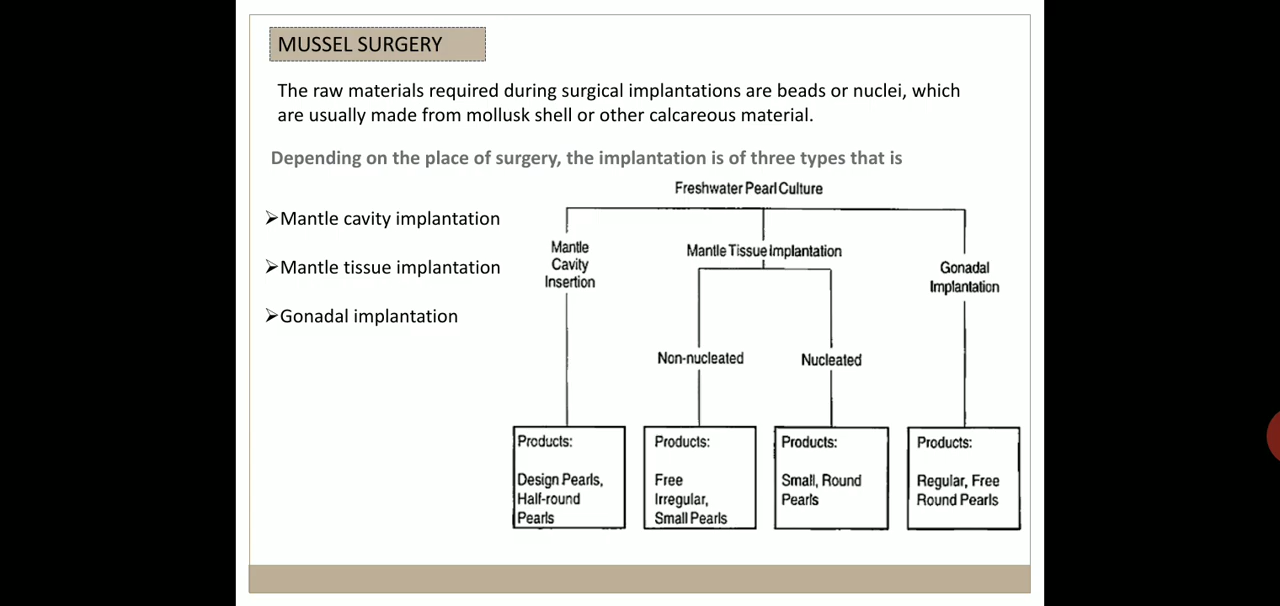 MUSSEL SURGERY
The raw materials required during surgical implantations are beads or nuclei, which
are usually made from mollusk shell or other calcareous material.
Depending on the place of surgery, the implantation is of three types that is
➢Mantle cavity implantation
➢Mantle tissue implantation
➢Gonadal implantation
Freshwater Pearl Culture
Mantle
Cavity
Insertion
Mantle Tissue Implantation
Gonadal
Implantation
Non-nucleated
Nucleated
Products:
Design Pearls,
Half-round
Pearls
Products:
Free
Irregular,
Small Pearls
Products:
Small, Round
Pearls
Products:
Regular, Free
Round Pearls